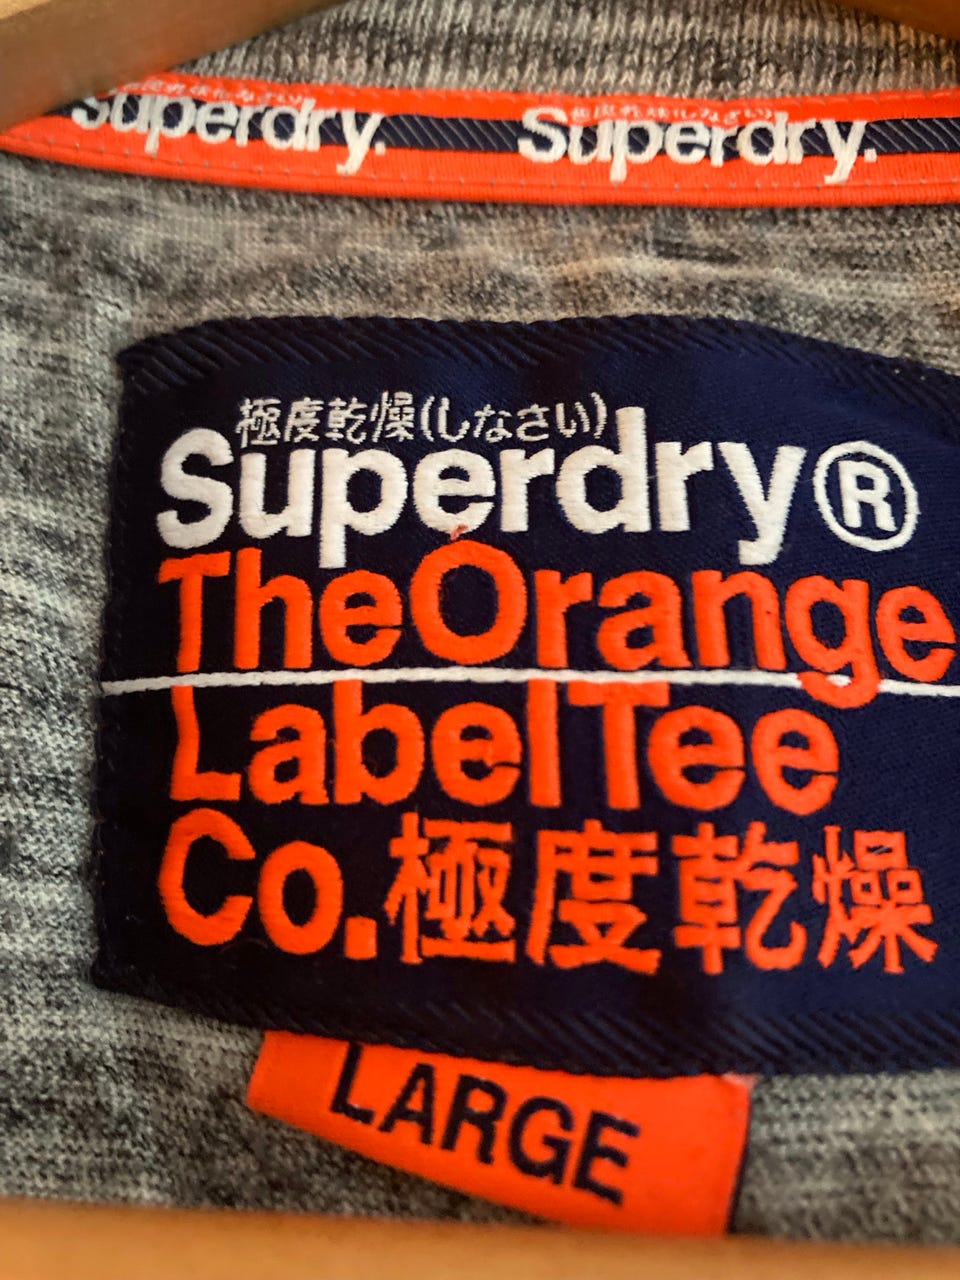 Superdry.
Superdry.
極度乾燥(しなさい)
Superdry®
TheOrange
LabelTee
Co.極度乾燥
LARGE